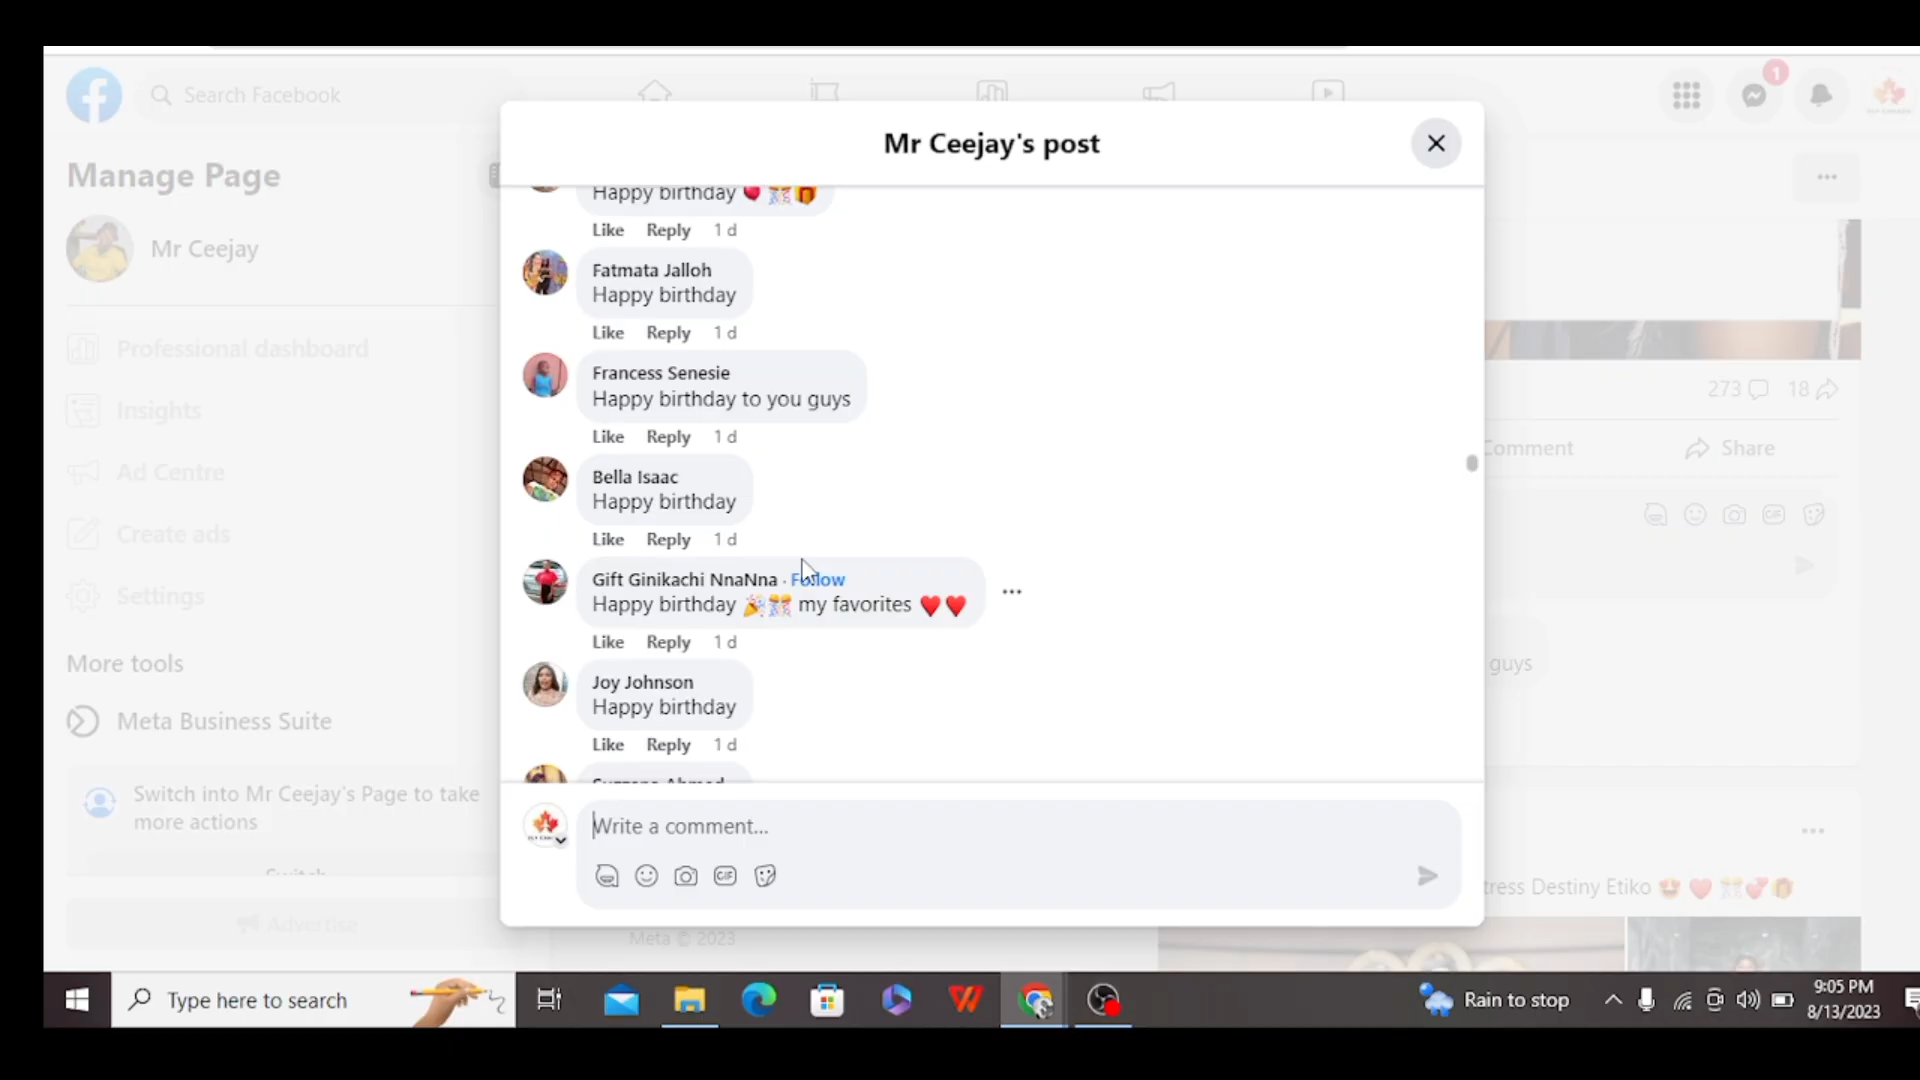 Search Facebook
1
Manage Page
Mr Ceejay
Professional dashboard
Insights
Ad Centre
Create ads
Settings
More tools
Meta Business Suite
Switch into Mr Ceejay's Page to take
more actions
Switch
Advertise
Mr Ceejay's post
Happy birthday
Like Reply 1 d
Fatmata Jalloh
Happy birthday
Like Reply 1 d
Francess Senesie
Happy birthday to you guys
Like Reply 1 d
Bella Isaac
Happy birthday
Like Reply 1 d
Gift Ginikachi NnaNna · Follow
Happy birthday 🎉🎊 my favorites ❤️❤️
Like Reply 1 d
Joy Johnson
Happy birthday
Like Reply 1 d
Write a comment...
GIF
Meta © 2023
273 18
Comment Share
GIF
guys
Destiny Etiko
Type here to search
Rain to stop
9:05 PM
8/13/2023